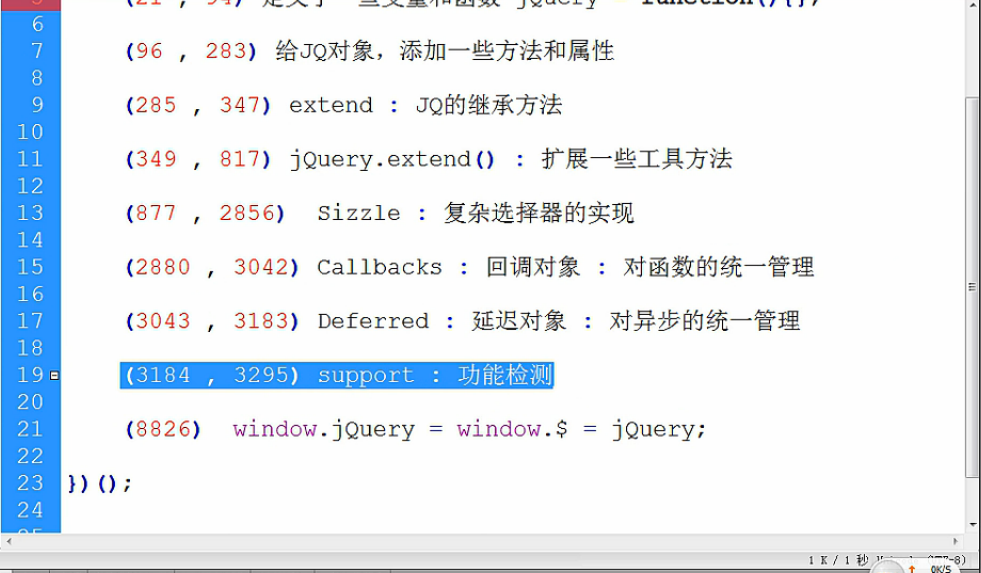 (21 , 94) 定义了一些变量和函数 jQuery = function(){};
6
7 (96 , 283) 给JQ对象，添加一些方法和属性
8
9 (285 , 347) extend : JQ的继承方法
10
11 (349 , 817) jQuery.extend() : 扩展一些工具方法
12
13 (877 , 2856) Sizzle : 复杂选择器的实现
14
15 (2880 , 3042) Callbacks : 回调对象 : 对函数的统一管理
16
17 (3043 , 3183) Deferred : 延迟对象 : 对异步的统一管理
18
19 (3184 , 3295) support : 功能检测
20
21 (8826) window.jQuery = window.$ = jQuery;
22
23 })();
24
25
1 K / 1 秒
0K/S